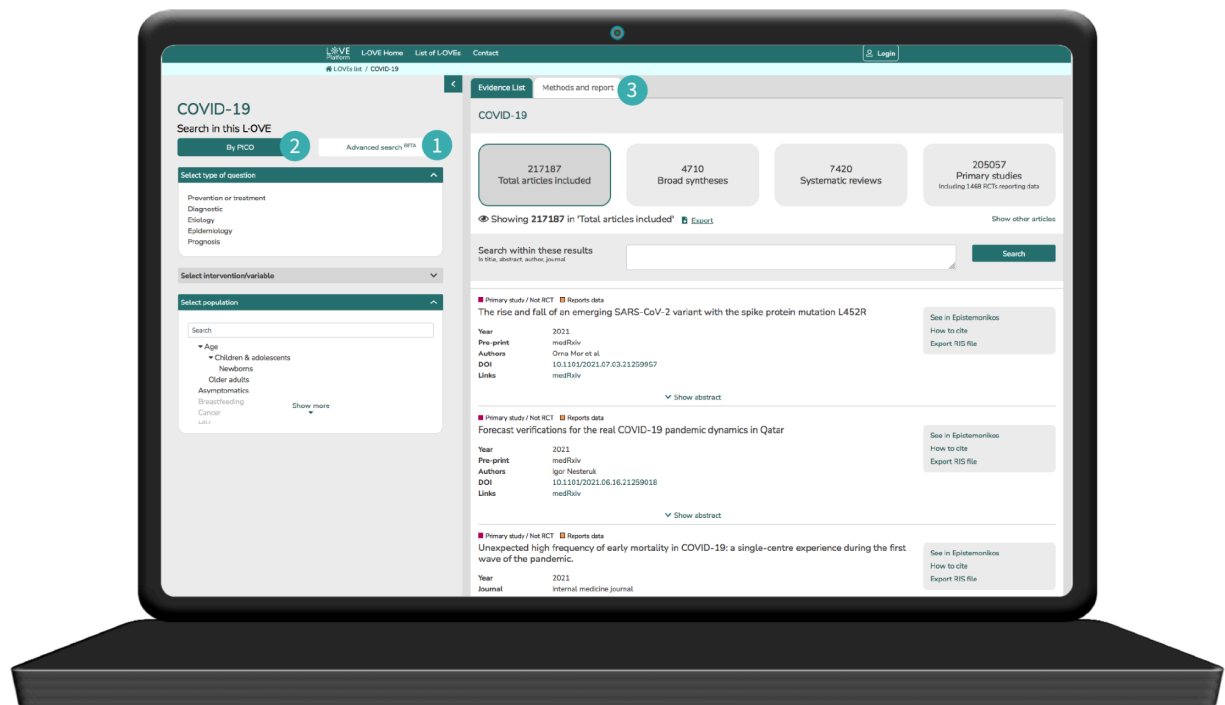 L·OVE Platform
L·OVE Home
List of L·OVEs
Contact
Login
LOVEs list / COVID-19
COVID-19
Search in this L·OVE
By PICO
2
Advanced search BETA
1
Select type of question
Prevention or treatment
Diagnostic
Etiology
Epidemiology
Prognosis
Select intervention/variable
Select population
Search
Age
Children & adolescents
Newborns
Older adults
Asymptomatics
Breastfeeding
Cancer
Show more
Evidence List
Methods and report
3
COVID-19
217187
Total articles included
4710
Broad syntheses
7420
Systematic reviews
205057
Primary studies
Including 1468 RCTs reporting data
Showing 217187 in 'Total articles included'
Export
Show other articles
Search within these results
In title, abstract, author, journal
Search
Primary study / Not RCT
Reports data
The rise and fall of an emerging SARS-CoV-2 variant with the spike protein mutation L452R
Year 2021
Pre-print medRxiv
Authors Orna Mor et al.
DOI 10.1101/2021.07.03.21259957
Links medRxiv
Show abstract
See in Epistemonikos
How to cite
Export RIS file
Primary study / Not RCT
Reports data
Forecast verifications for the real COVID-19 pandemic dynamics in Qatar
Year 2021
Pre-print medRxiv
Authors Igor Nesteruk
DOI 10.1101/2021.06.16.21259018
Links medRxiv
Show abstract
See in Epistemonikos
How to cite
Export RIS file
Primary study / Not RCT
Reports data
Unexpected high frequency of early mortality in COVID-19: a single-centre experience during the first
wave of the pandemic.
Year 2021
Journal Internal medicine journal
See in Epistemonikos
How to cite
Export RIS file